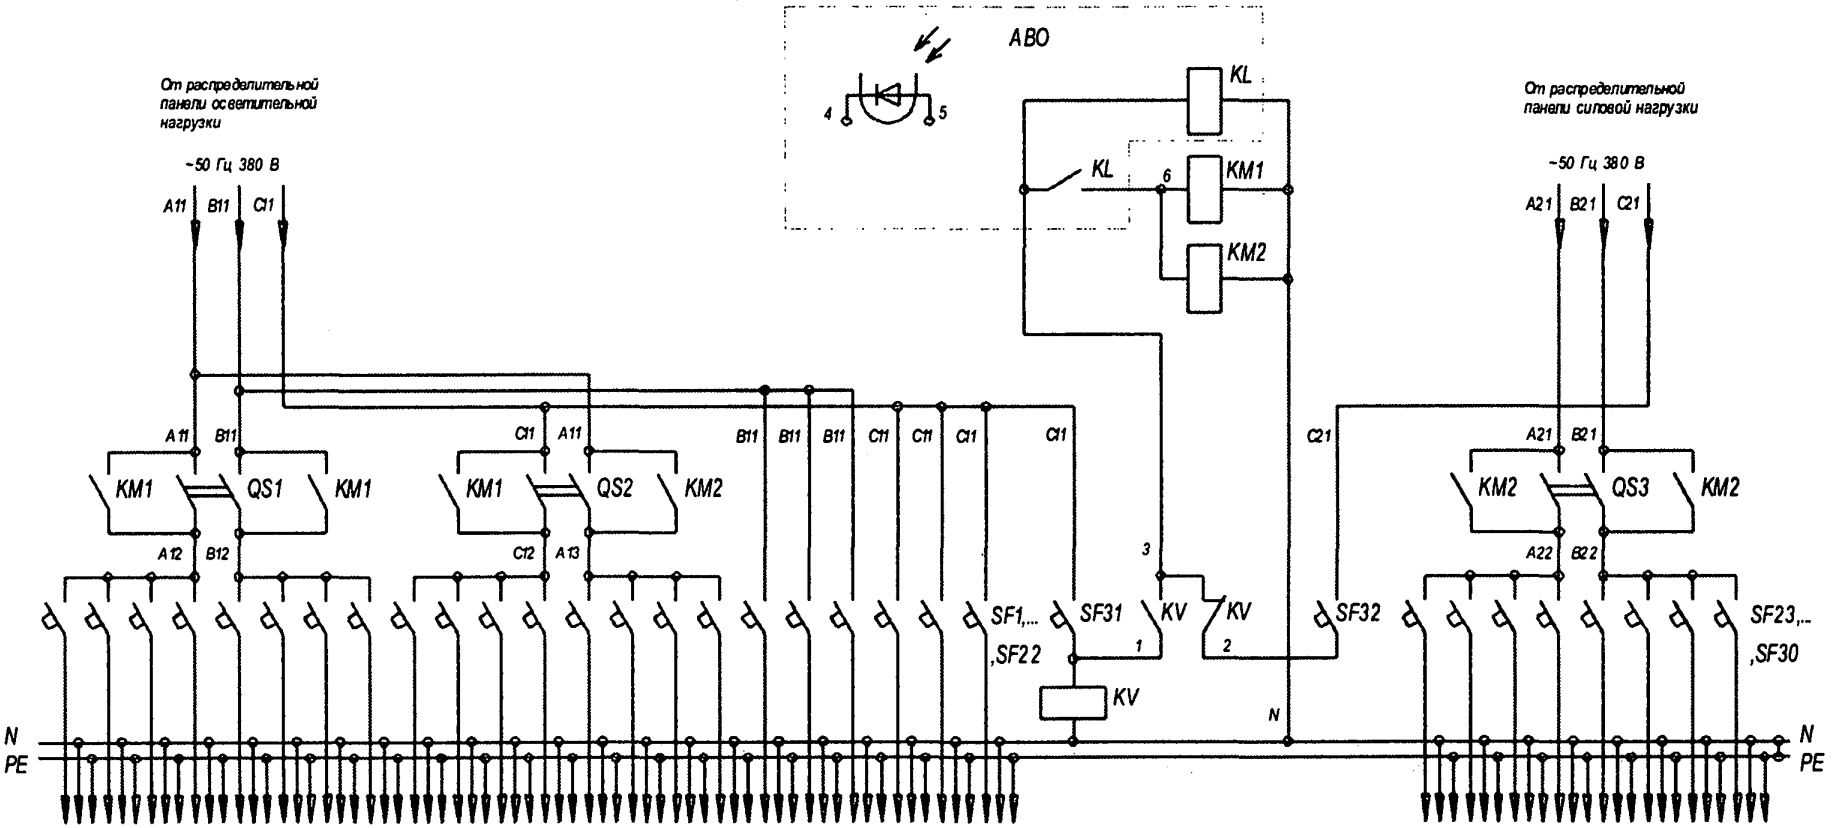 АВО
KL
4
5
KL
6
KM1
KM2
От распределительной
панели осветительной
нагрузки
~50 Гц 380 В
A11
B11
C11
От распределительной
панели силовой нагрузки
~50 Гц 380 В
A21
B21
C21
A11
B11
C11
A11
B11
B11
B11
C11
C11
C11
C11
C21
A21
B21
KM1
QS1
KM1
KM1
QS2
KM2
KM2
QS3
KM2
A12
B12
C12
A13
3
A22
B22
SF1,...
,SF22
SF31
KV
KV
SF32
SF23,...
,SF30
1
2
KV
N
N
PE
N
PE